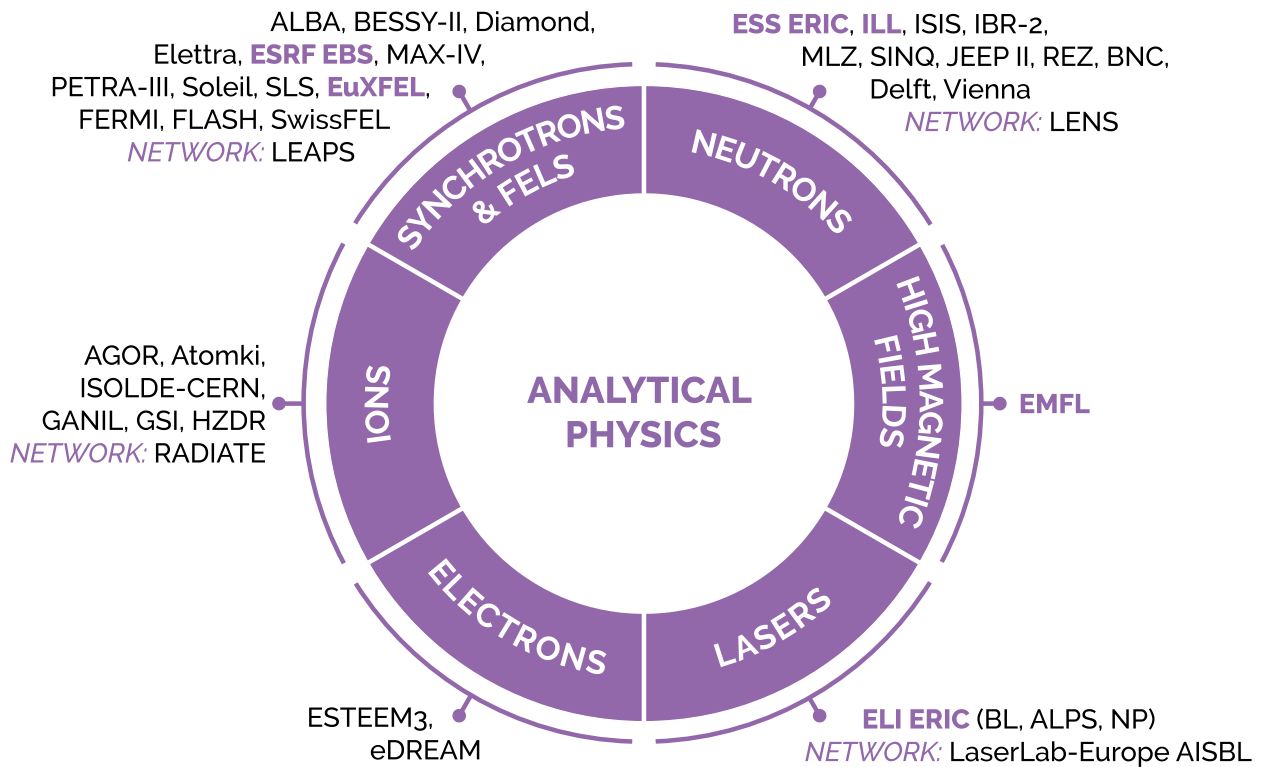 ALBA, BESSY-II, Diamond,
Elettra, ESRF EBS, MAX-IV,
PETRA-III, Soleil, SLS, EuXFEL,
FERMI, FLASH, SwissFEL
NETWORK: LEAPS
ESS ERIC, ILL, ISIS, IBR-2,
MLZ, SINQ, JEEP II, REZ, BNC,
Delft, Vienna
NETWORK: LENS
SYNCHROTRONS
& FELS
NEUTRONS
HIGH MAGNETIC
FIELDS
EMFL
AGOR, Atomki,
ISOLDE-CERN,
GANIL, GSI, HZDR
NETWORK: RADIATE
IONS
ANALYTICAL
PHYSICS
ELECTRONS
LASERS
ESTEEM3,
eDREAM
ELI ERIC (BL, ALPS, NP)
NETWORK: LaserLab-Europe AISBL